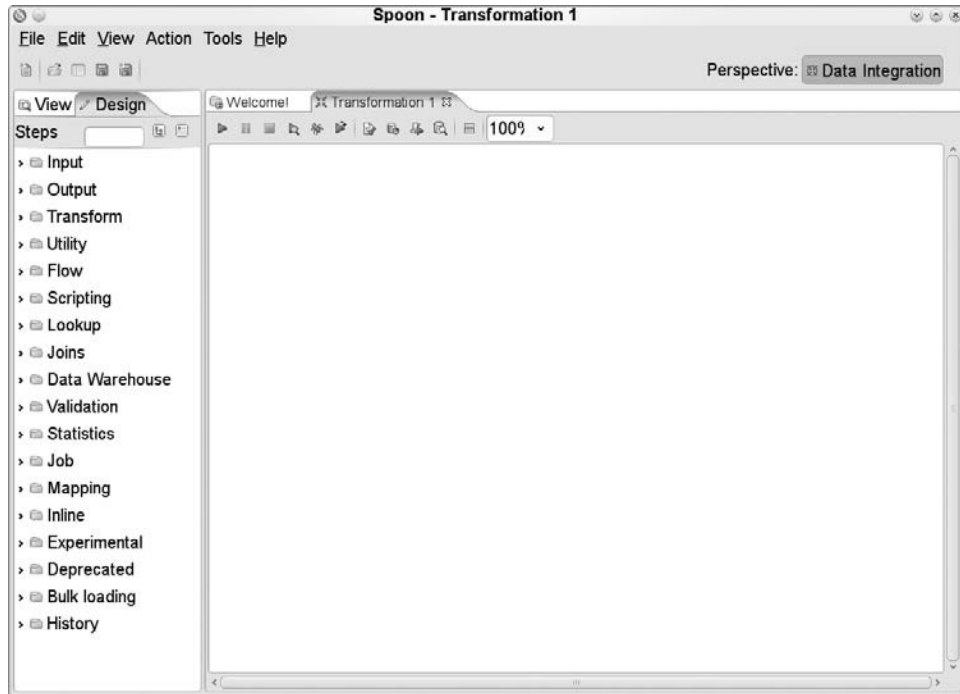 Spoon - Transformation 1
File Edit View Action Tools Help
Perspective: Data Integration
View Design
Welcome! Transformation 1
Steps
100%
Input
Output
Transform
Utility
Flow
Scripting
Lookup
Joins
Data Warehouse
Validation
Statistics
Job
Mapping
Inline
Experimental
Deprecated
Bulk loading
History